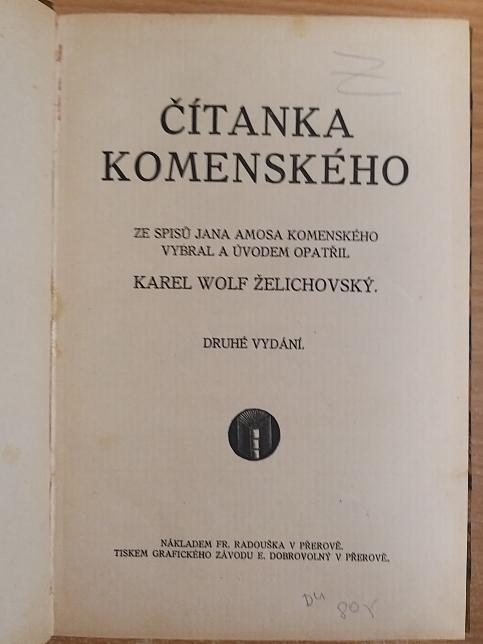 ČÍTANKA
KOMENSKÉHO
ZE SPISŮ JANA AMOSA KOMENSKÉHO
VYBRAL A ÚVODEM OPATŘIL
KAREL WOLF ŽELICHOVSKÝ.
DRUHÉ VYDÁNÍ.
NÁKLADEM FR. RADOUŠKA V PŘEROVĚ.
TISKEM GRAFICKÉHO ZÁVODU E. DOBROVOLNÝ V PŘEROVĚ.